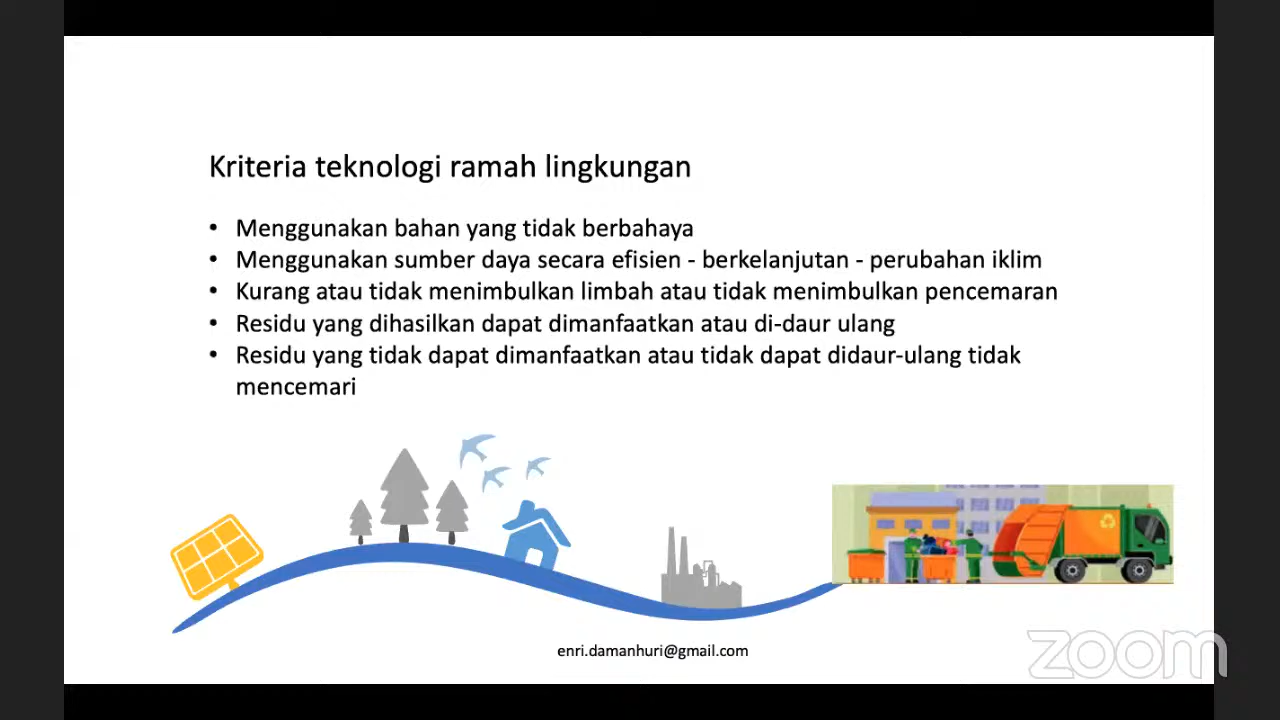 Kriteria teknologi ramah lingkungan
• Menggunakan bahan yang tidak berbahaya
• Menggunakan sumber daya secara efisien - berkelanjutan - perubahan iklim
• Kurang atau tidak menimbulkan limbah atau tidak menimbulkan pencemaran
• Residu yang dihasilkan dapat dimanfaatkan atau di-daur ulang
• Residu yang tidak dapat dimanfaatkan atau tidak dapat didaur-ulang tidak
mencemari
enri.damanhuri@gmail.com
zoom